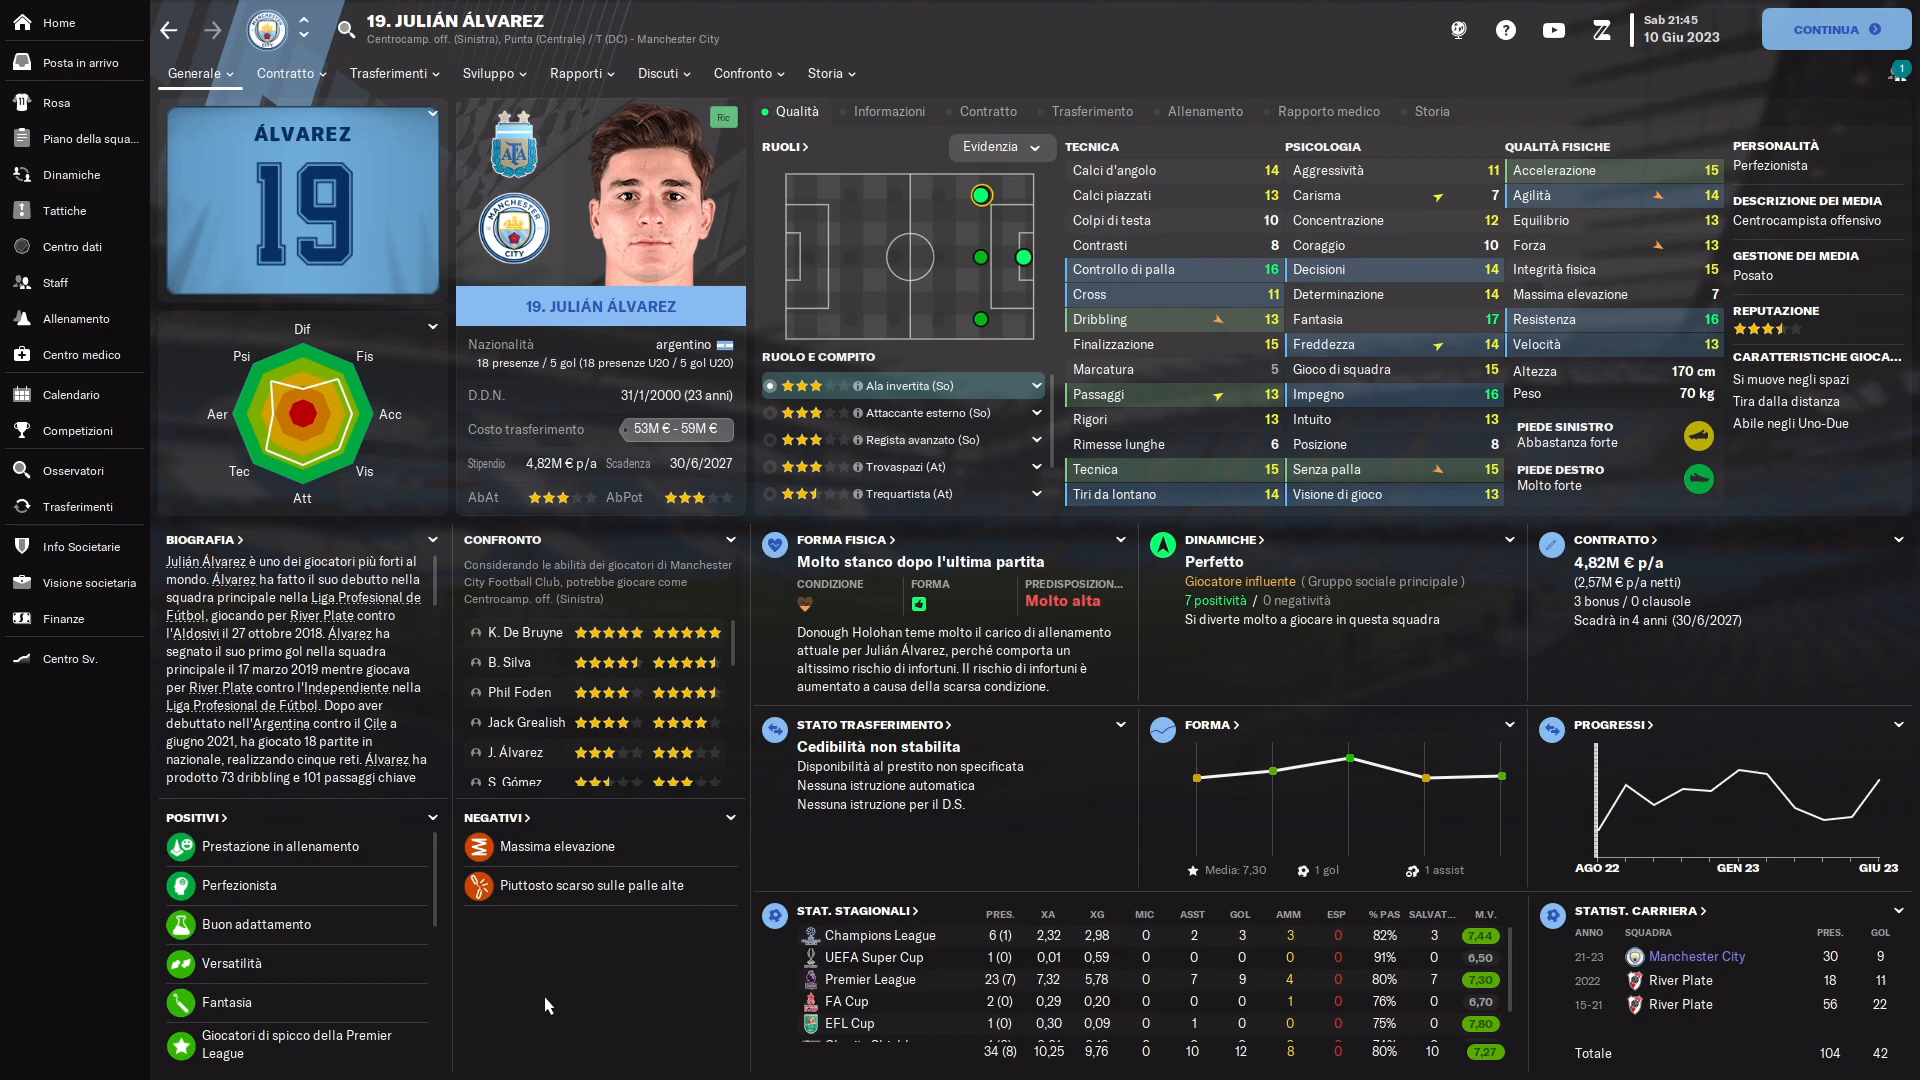 Home
Posta in arrivo
Rosa
Piano della squa...
Dinamiche
Tattiche
Centro dati
Staff
Allenamento
Centro medico
Calendario
Competizioni
Osservatori
Trasferimenti
Info Societarie
Visione societaria
Finanze
Centro Sv.
19. JULIÁN ÁLVAREZ
Centrocamp. off. (Sinistra), Punta (Centrale) / T (DC) - Manchester City
Sab 21:45
10 Giu 2023
CONTINUA
1
Generale
Contratto
Trasferimenti
Sviluppo
Rapporti
Discuti
Confronto
Storia
ÁLVAREZ
19
Dif
Fis
Acc
Vis
Att
Tec
Aer
Psi
AFA
MANCHESTER
CITY
Ric
19. JULIÁN ÁLVAREZ
Nazionalità argentino
18 presenze / 5 gol (18 presenze U20 / 5 gol U20)
D.D.N. 31/1/2000 (23 anni)
Costo trasferimento 53M € - 59M €
Stipendio 4,82M € p/a Scadenza 30/6/2027
AbAt AbPot
Qualità
Informazioni
Contratto
Trasferimento
Allenamento
Rapporto medico
Storia
RUOLI
Evidenzia
RUOLO E COMPITO
Ala invertita (So)
Attaccante esterno (So)
Regista avanzato (So)
Trovaspazi (At)
Trequartista (At)
TECNICA
Calci d'angolo 14
Calci piazzati 13
Colpi di testa 10
Contrasti 8
Controllo di palla 16
Cross 11
Dribbling 13
Finalizzazione 15
Marcatura 5
Passaggi 13
Rigori 13
Rimesse lunghe 6
Tecnica 15
Tiri da lontano 14
PSICOLOGIA
Aggressività 11
Carisma 7
Concentrazione 12
Coraggio 10
Decisioni 14
Determinazione 14
Fantasia 17
Freddezza 14
Gioco di squadra 15
Impegno 16
Intuito 13
Posizione 8
Senza palla 15
Visione di gioco 13
QUALITÀ FISICHE
Accelerazione 15
Agilità 14
Equilibrio 13
Forza 13
Integrità fisica 15
Massima elevazione 7
Resistenza 16
Velocità 13
Altezza 170 cm
Peso 70 kg
PIEDE SINISTRO
Abbastanza forte
PIEDE DESTRO
Molto forte
PERSONALITÀ
Perfezionista
DESCRIZIONE DEI MEDIA
Centrocampista offensivo
GESTIONE DEI MEDIA
Posato
REPUTAZIONE
CARATTERISTICHE GIOCA...
Si muove negli spazi
Tira dalla distanza
Abile negli Uno-Due
BIOGRAFIA
Julián Álvarez è uno dei giocatori più forti al
mondo. Álvarez ha fatto il suo debutto nella
squadra principale nella Liga Profesional de
Fútbol, giocando per River Plate contro
l'Aldosivi il 27 ottobre 2018. Álvarez ha
segnato il suo primo gol nella squadra
principale il 17 marzo 2019 mentre giocava
per River Plate contro l'Independiente nella
Liga Profesional de Fútbol. Dopo aver
debuttato nell'Argentina contro il Cile a
giugno 2021, ha giocato 18 partite in
nazionale, realizzando cinque reti. Álvarez ha
prodotto 73 dribbling e 101 passaggi chiave
CONFRONTO
Considerando le abilità dei giocatori di Manchester
City Football Club, potrebbe giocare come
Centrocamp. off. (Sinistra)
K. De Bruyne
B. Silva
Phil Foden
Jack Grealish
J. Álvarez
S. Gómez
POSITIVI
Prestazione in allenamento
Perfezionista
Buon adattamento
Versatilità
Fantasia
Giocatori di spicco della Premier
League
NEGATIVI
Massima elevazione
Piuttosto scarso sulle palle alte
FORMA FISICA
Molto stanco dopo l'ultima partita
CONDIZIONE FORMA PREDISPOSIZION...
Molto alta
Donough Holohan teme molto il carico di allenamento
attuale per Julián Álvarez, perché comporta un
altissimo rischio di infortuni. Il rischio di infortuni è
aumentato a causa della scarsa condizione.
DINAMICHE
Perfetto
Giocatore influente ( Gruppo sociale principale )
7 positività / 0 negatività
Si diverte molto a giocare in questa squadra
CONTRATTO
4,82M € p/a
(2,57M € p/a netti)
3 bonus / 0 clausole
Scadrà in 4 anni (30/6/2027)
STATO TRASFERIMENTO
Cedibilità non stabilita
Disponibilità al prestito non specificata
Nessuna istruzione automatica
Nessuna istruzione per il D.S.
FORMA
Media: 7,30
1 gol
1 assist
PROGRESSI
AGO 22 GEN 23 GIU 23
STAT. STAGIONALI PRES. XA XG MIC ASST GOL AMM ESP % PAS SALVAT... M.V.
Champions League 6 (1) 2,32 2,98 0 2 3 3 0 82% 3 7,44
UEFA Super Cup 1 (0) 0,01 0,59 0 0 0 0 0 91% 0 6,50
Premier League 23 (7) 7,32 5,78 0 7 9 4 0 80% 7 7,30
FA Cup 2 (0) 0,29 0,20 0 0 0 1 0 76% 0 6,70
EFL Cup 1 (0) 0,30 0,09 0 1 0 0 0 75% 0 7,80
34 (8) 10,25 9,76 0 10 12 8 0 80% 10 7,27
STATIST. CARRIERA
ANNO SQUADRA PRES. GOL
21-23 Manchester City 30 9
2022 River Plate 18 11
15-21 River Plate 56 22
Totale 104 42